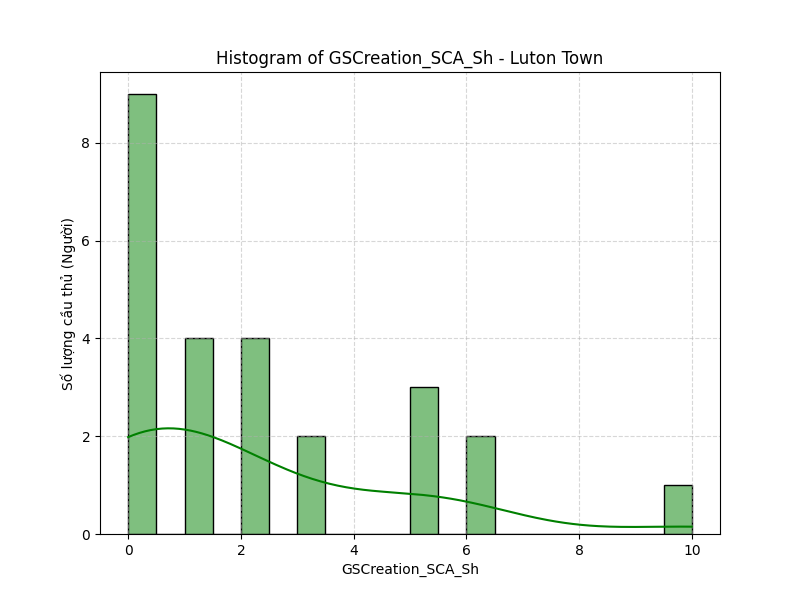 Histogram of GSCreation_SCA_Sh - Luton Town
Số lượng cầu thủ (Người)
8
6
4
2
0
0 2 4 6 8 10
GSCreation_SCA_Sh